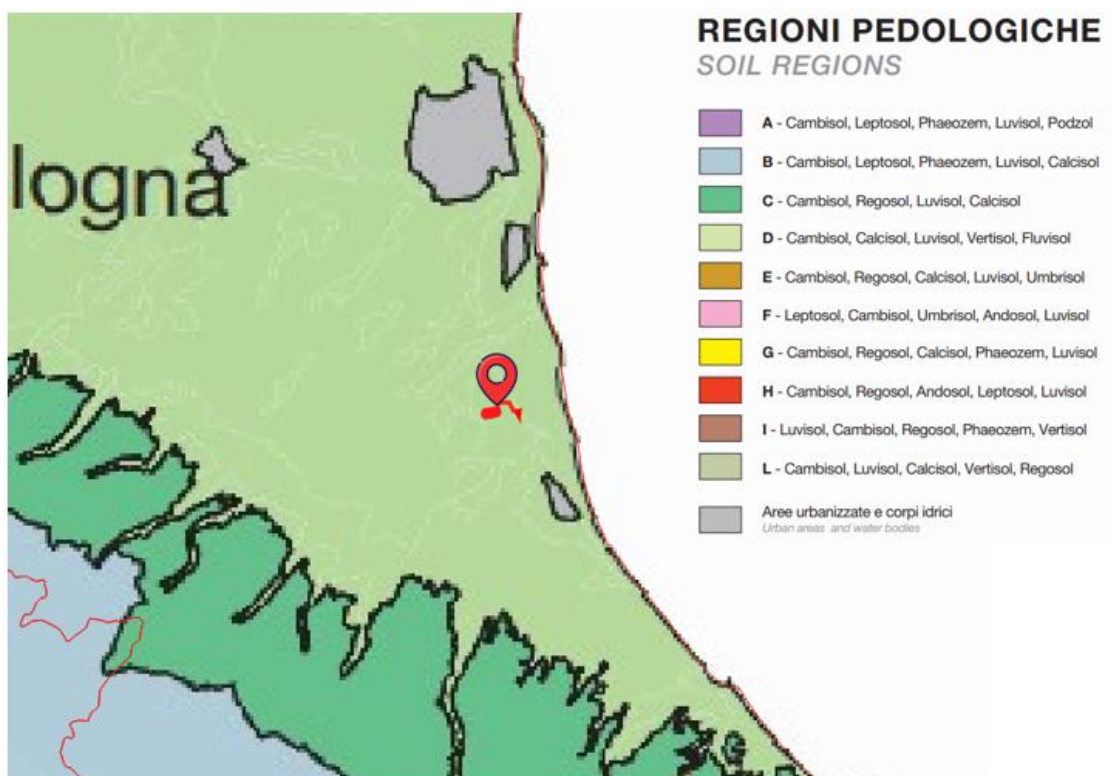 logna
REGIONI PEDOLOGICHE
SOIL REGIONS
A - Cambisol, Leptosol, Phaeozem, Luvisol, Podzol
B - Cambisol, Leptosol, Phaeozem, Luvisol, Calcisol
C - Cambisol, Regosol, Luvisol, Calcisol
D - Cambisol, Calcisol, Luvisol, Vertisol, Fluvisol
E - Cambisol, Regosol, Calcisol, Luvisol, Umbrisol
F - Leptosol, Cambisol, Umbrisol, Andosol, Luvisol
G - Cambisol, Regosol, Calcisol, Phaeozem, Luvisol
H - Cambisol, Regosol, Andosol, Leptosol, Luvisol
I - Luvisol, Cambisol, Regosol, Phaeozem, Vertisol
L - Cambisol, Luvisol, Calcisol, Vertisol, Regosol
Aree urbanizzate e corpi idrici
Urban areas and water bodies